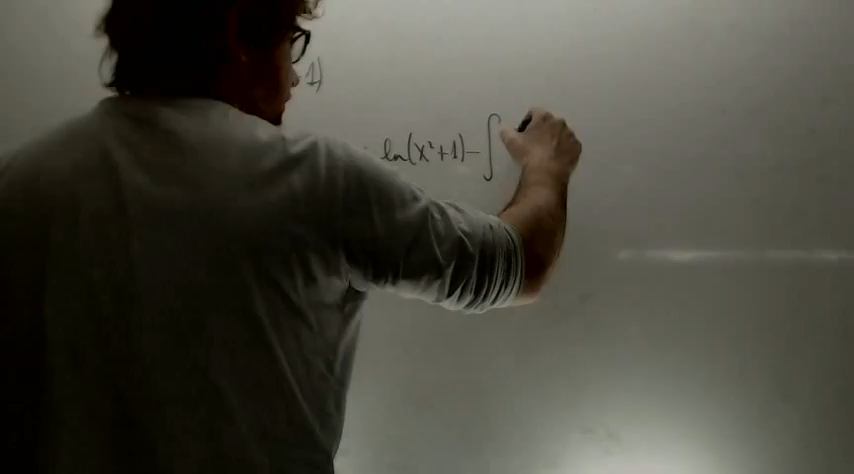 1)
ln(x²+1)-∫